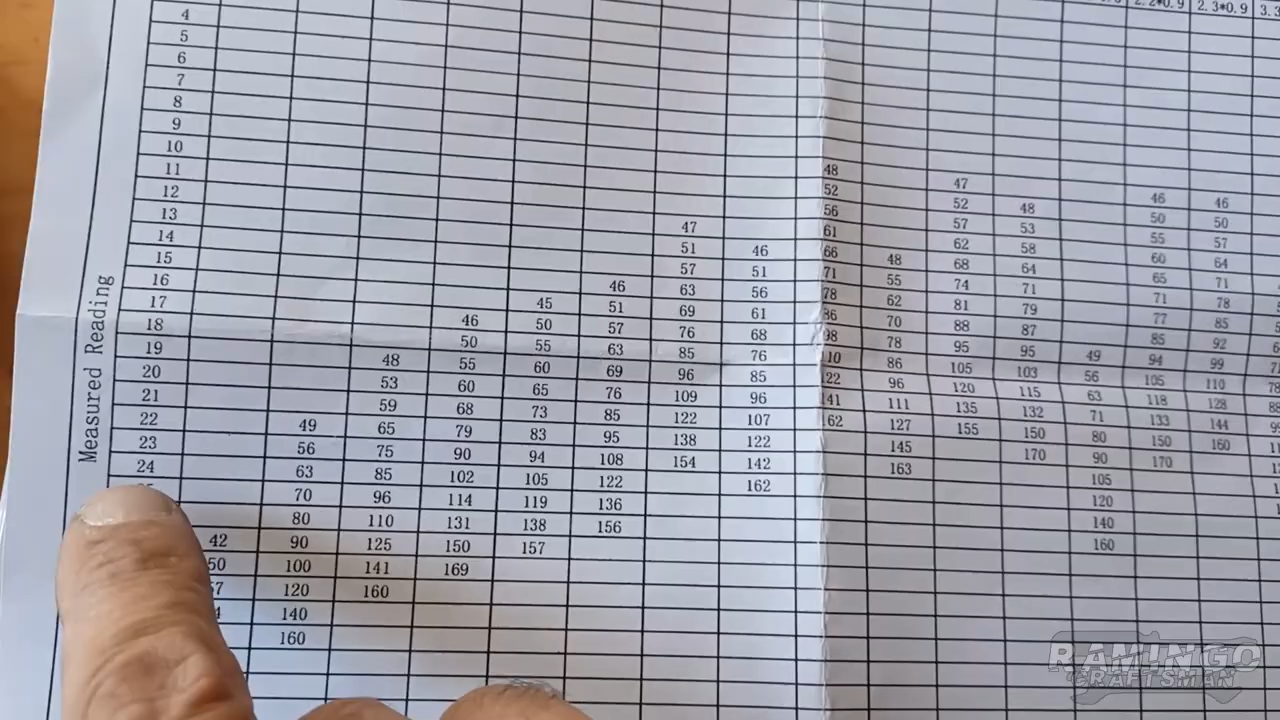 2.2*0.9 2.3*0.9
Measured Reading
4
5
6
7
8
9 48 47 46 46
10 52 52 48 50 50
11 56 57 53 55 57
12 47 61 62 58 60 64
13 51 46 66 48 68 64 65 71
14 57 51 71 55 74 71 71 78
15 46 63 56 78 62 81 79 77 85
16 45 51 69 61 86 70 88 87 85 92
17 46 50 57 76 68 98 78 95 95 49 94 99
18 50 55 63 85 76 110 86 105 103 56 105 110
19 48 55 60 69 96 85 122 96 120 115 63 118 128
20 53 60 65 76 109 96 141 111 135 132 71 133 144
21 59 68 73 85 122 107 162 127 155 150 80 150 160
22 49 65 79 83 95 138 122 145 170 90 170
23 56 75 90 94 108 154 142 163 105
24 63 85 102 105 122 162 120
70 96 114 119 136 140
80 110 131 138 156 160
42 90 125 150 157
50 100 141 169
120 160
140
160
RAMINGO
CRAFTSMAN